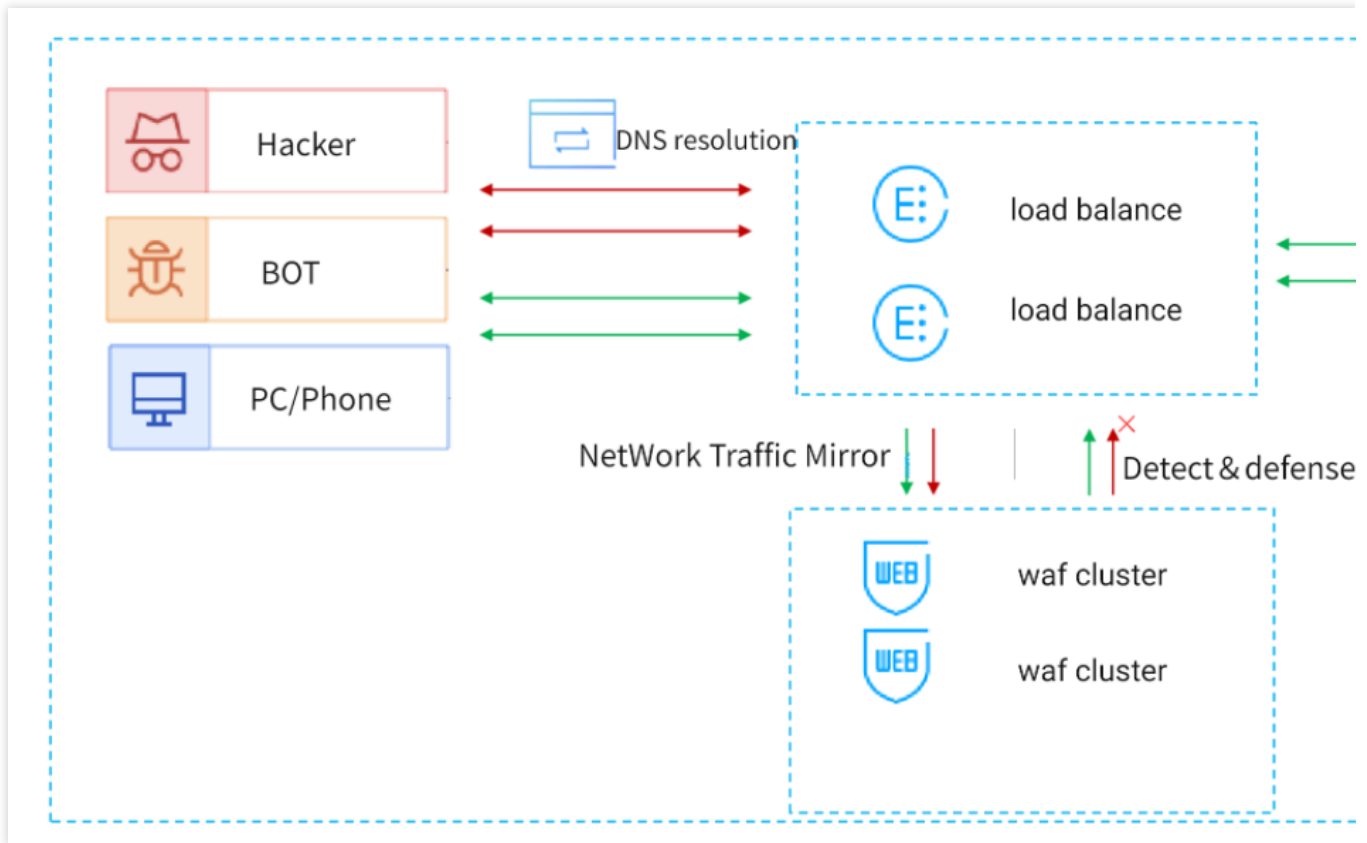 Hacker
DNS resolution
BOT
load balance
load balance
PC/Phone
NetWork Traffic Mirror
Detect & defense
WEB
waf cluster
WEB
waf cluster